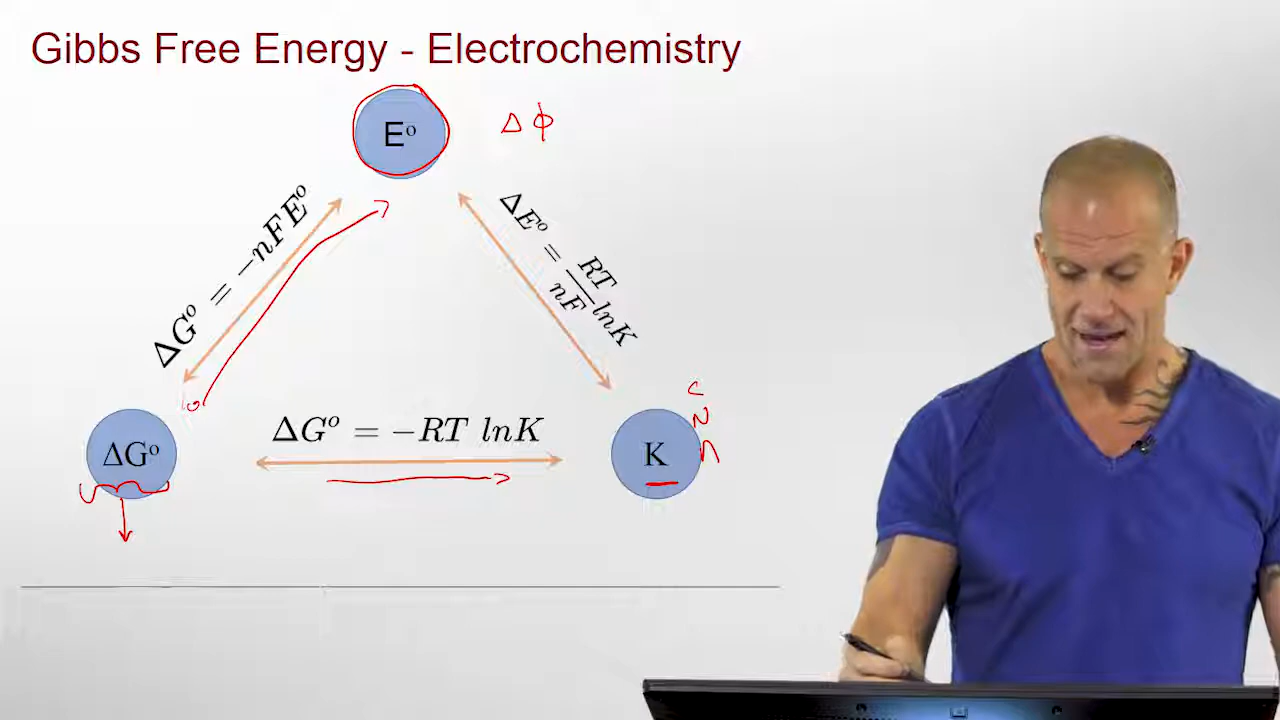 Gibbs Free Energy - Electrochemistry
Eº
Δϕ
ΔGº = −nFEº
ΔEº = RT/nF lnK
ΔGº = −RT lnK
ΔGº
K